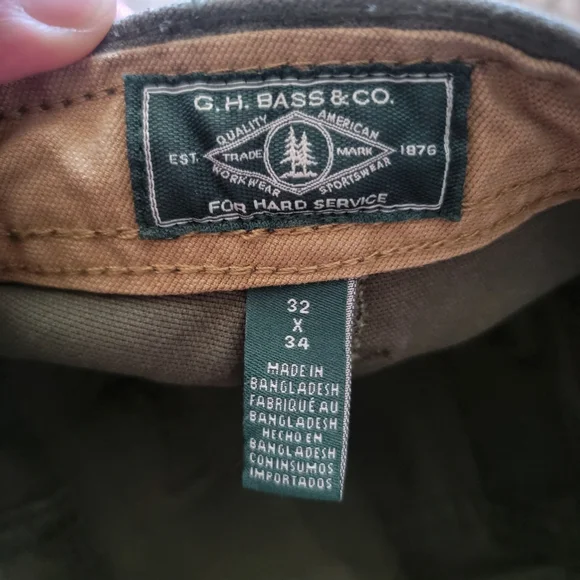 G.H. BASS & CO.
QUALITY AMERICAN
EST. TRADE MARK 1876
WORKWEAR SPORTSWEAR
FOR HARD SERVICE
32
X
34
MADE IN
BANGLADESH
FABRIQUÉ AU
BANGLADESH
HECHO EN
BANGLADESH
CON INSUMOS
IMPORTADOS